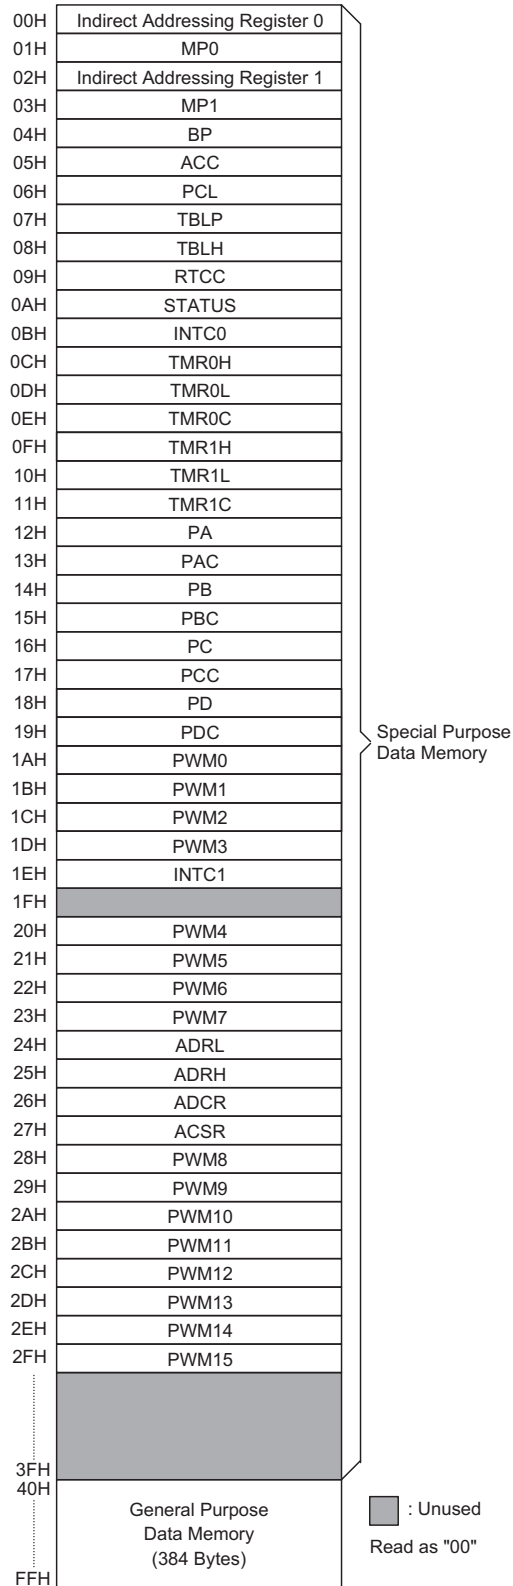 00H Indirect Addressing Register 0
01H MP0
02H Indirect Addressing Register 1
03H MP1
04H BP
05H ACC
06H PCL
07H TBLP
08H TBLH
09H RTCC
0AH STATUS
0BH INTC0
0CH TMR0H
0DH TMR0L
0EH TMR0C
0FH TMR1H
10H TMR1L
11H TMR1C
12H PA
13H PAC
14H PB
15H PBC
16H PC
17H PCC
18H PD
19H PDC
Special Purpose
Data Memory
1AH PWM0
1BH PWM1
1CH PWM2
1DH PWM3
1EH INTC1
1FH
20H PWM4
21H PWM5
22H PWM6
23H PWM7
24H ADRL
25H ADRH
26H ADCR
27H ACSR
28H PWM8
29H PWM9
2AH PWM10
2BH PWM11
2CH PWM12
2DH PWM13
2EH PWM14
2FH PWM15
3FH
40H
General Purpose
Data Memory
(384 Bytes)
FFH
: Unused
Read as "00"